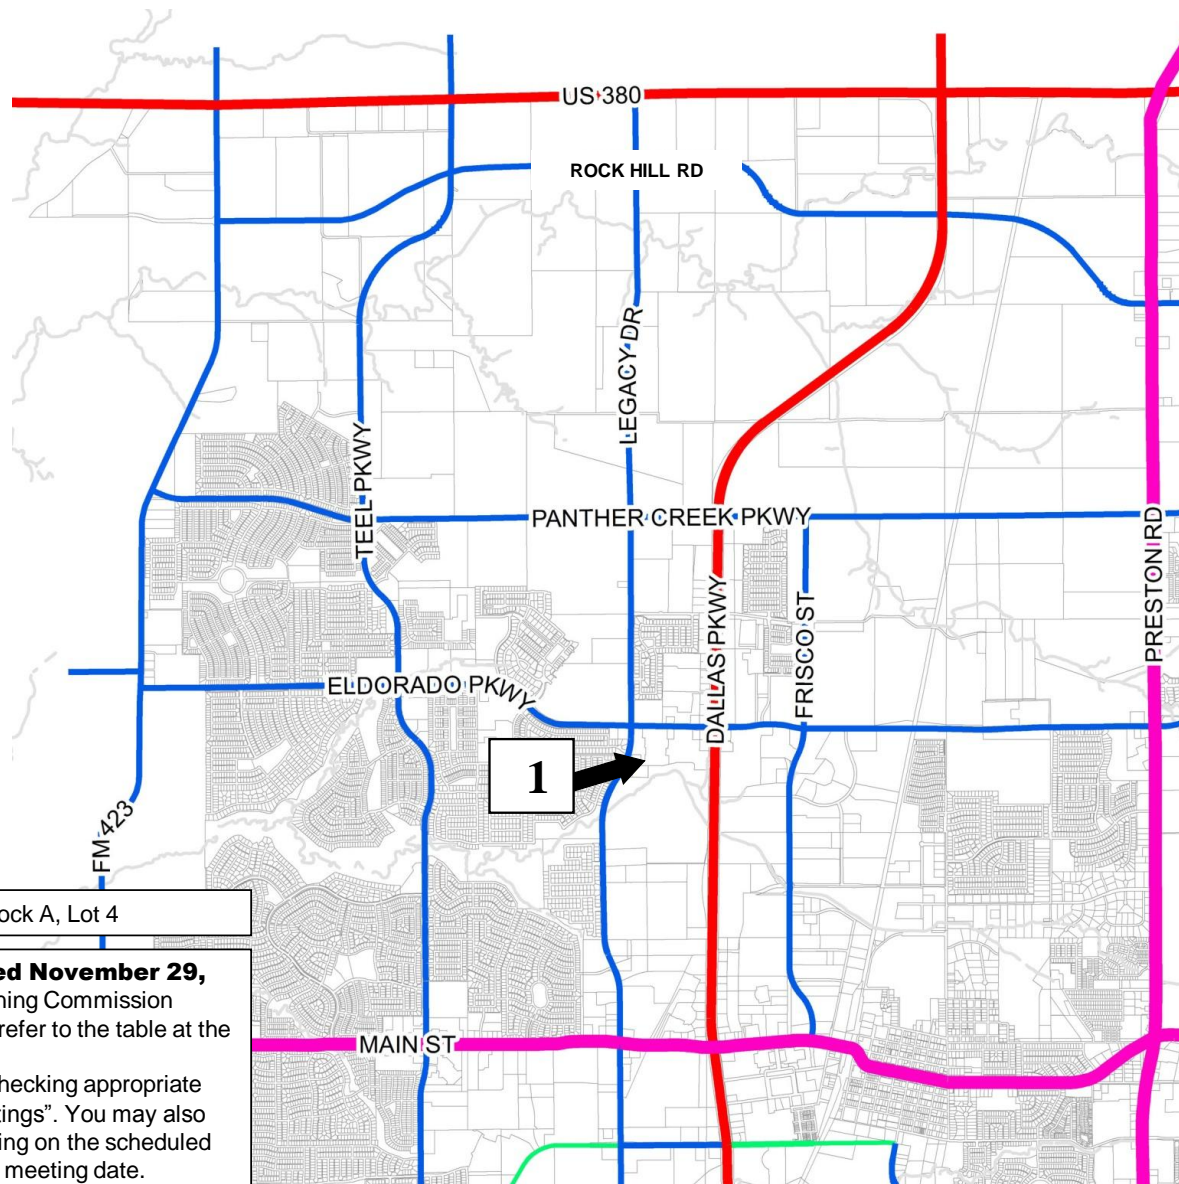 US 380
ROCK HILL RD
LEGACY DR
TEEL PKWY
PANTHER CREEK PKWY
PRESTON RD
DALLAS PKWY
FRISCO ST
ELDORADO PKWY
1
FM 423
ock A, Lot 4
ed November 29,
ning Commission
refer to the table at the
MAIN ST
hecking appropriate
tings”. You may also
ing on the scheduled
meeting date.